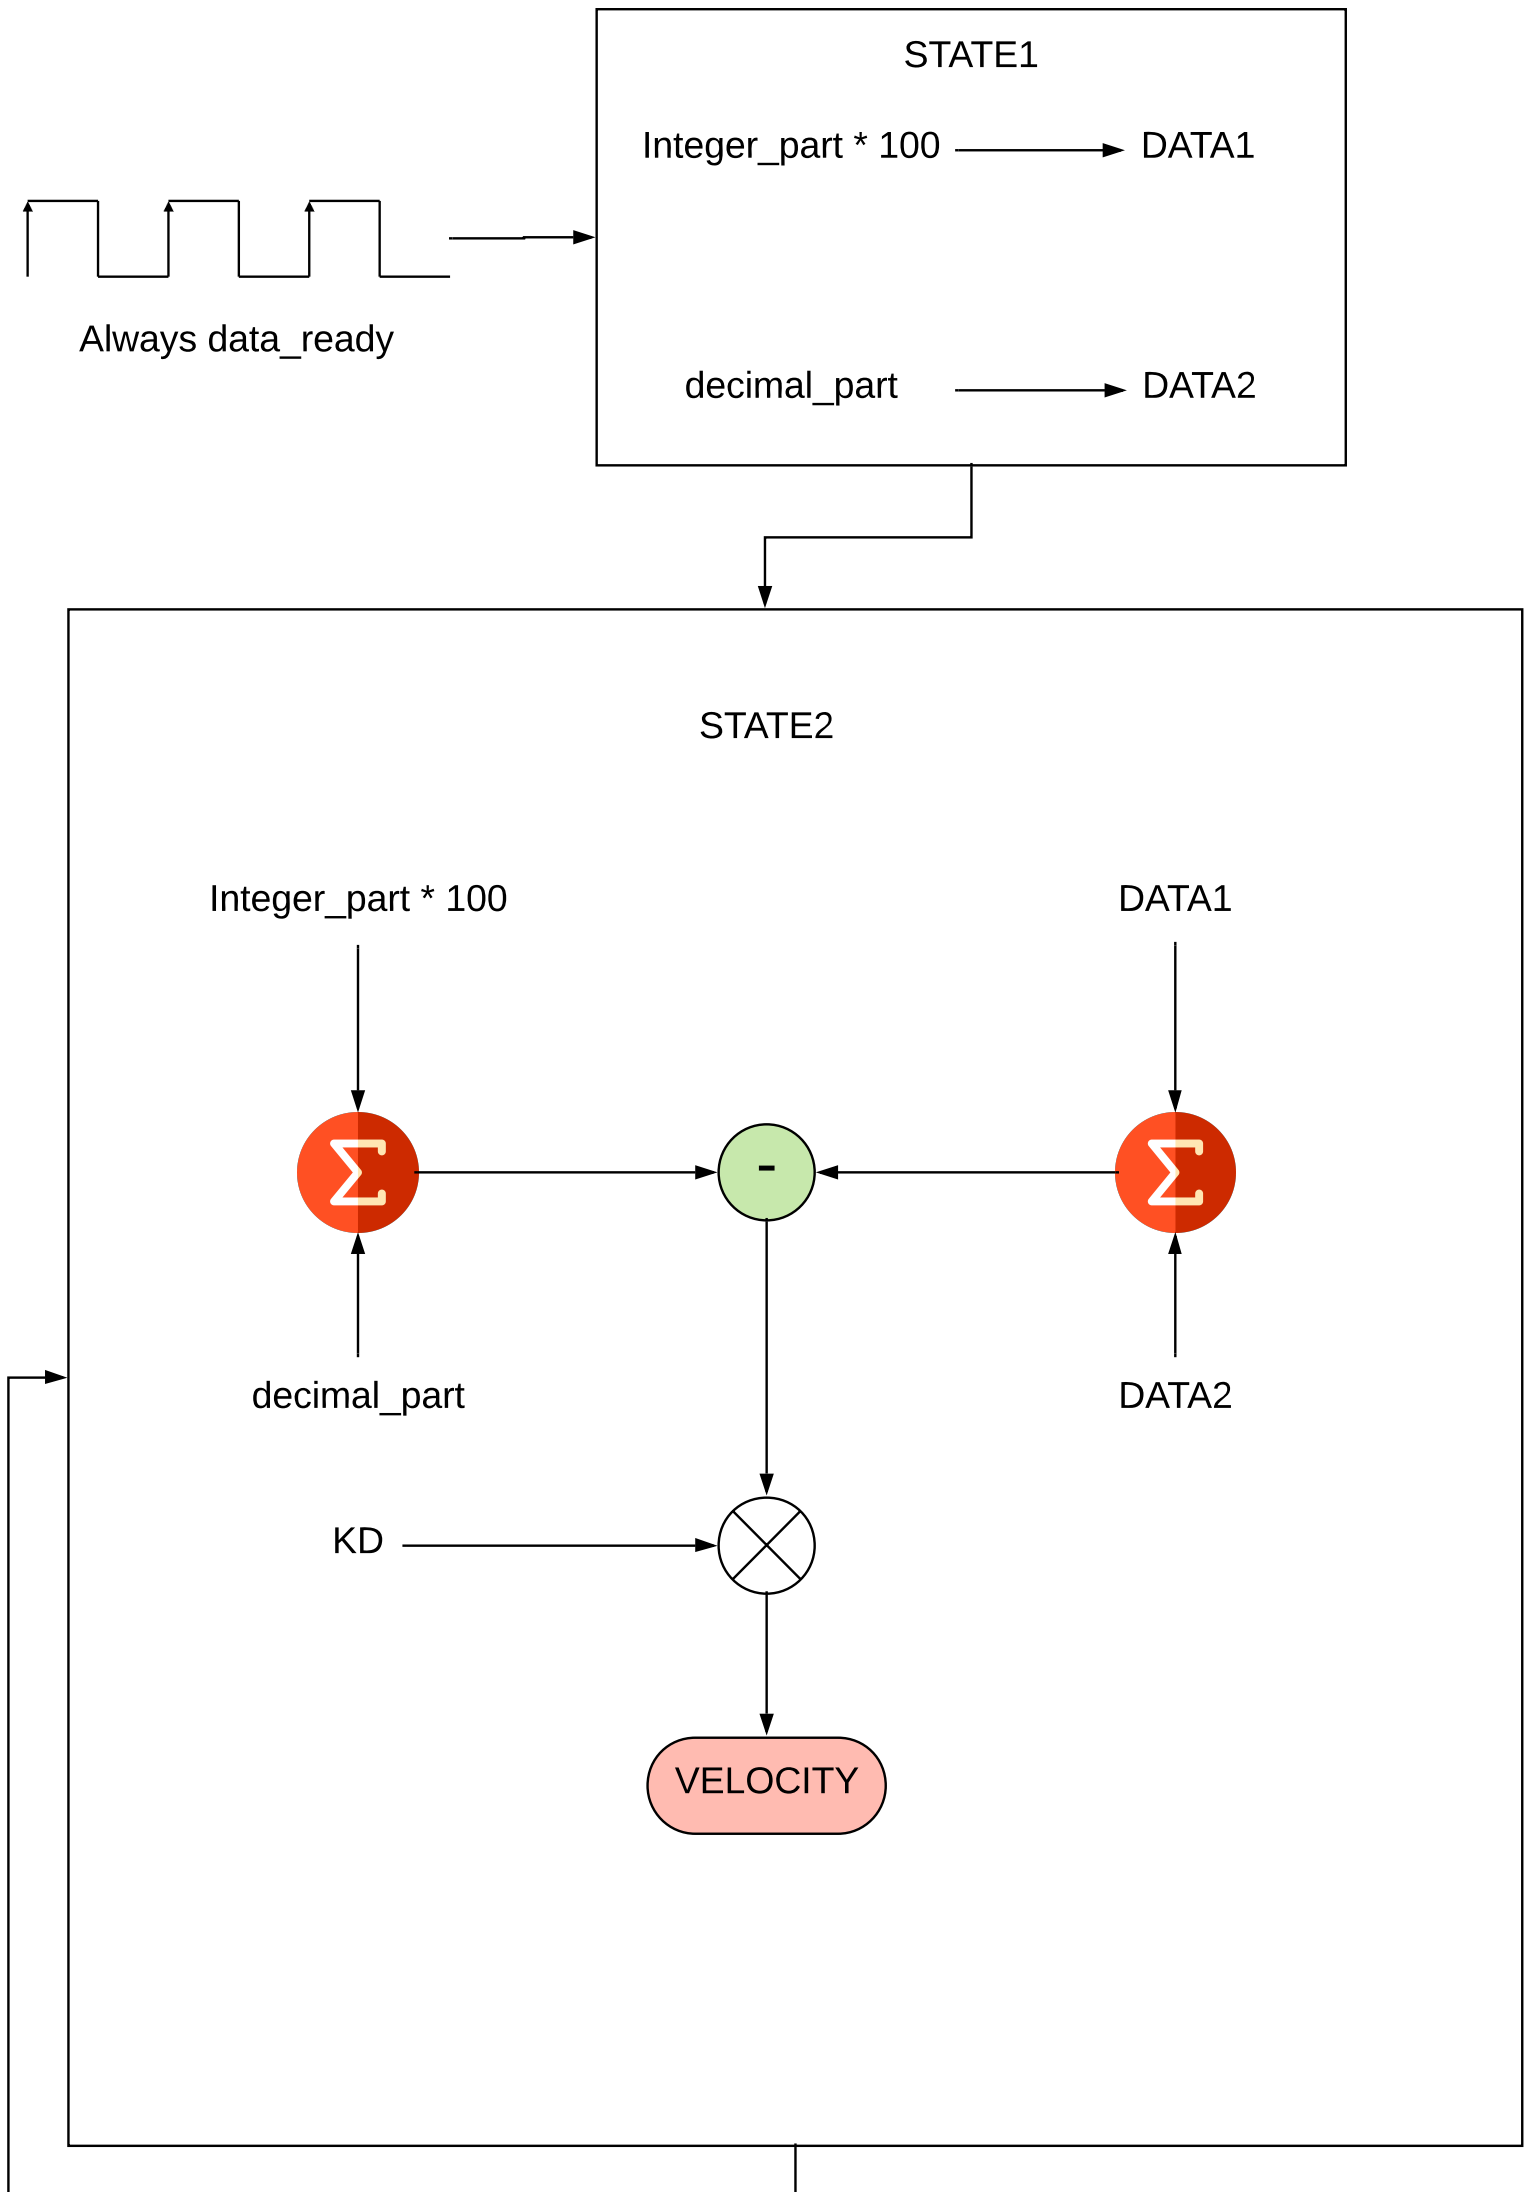 STATE1
Integer_part * 100
DATA1
Always data_ready
decimal_part
DATA2
STATE2
Integer_part * 100
DATA1
Σ
-
Σ
decimal_part
DATA2
KD
VELOCITY